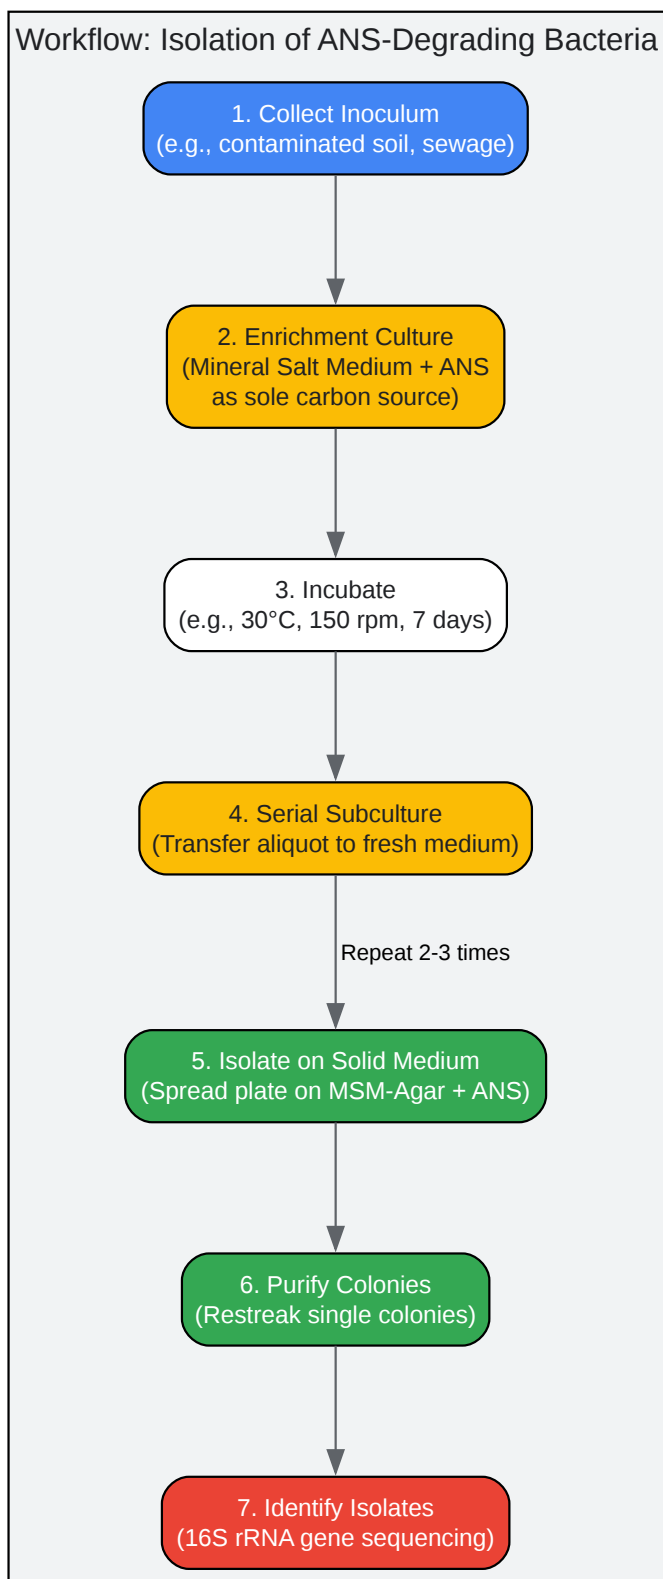 Workflow: Isolation of ANS-Degrading Bacteria
1. Collect Inoculum
(e.g., contaminated soil, sewage)
2. Enrichment Culture
(Mineral Salt Medium + ANS
as sole carbon source)
3. Incubate
(e.g., 30°C, 150 rpm, 7 days)
4. Serial Subculture
(Transfer aliquot to fresh medium)
Repeat 2-3 times
5. Isolate on Solid Medium
(Spread plate on MSM-Agar + ANS)
6. Purify Colonies
(Restreak single colonies)
7. Identify Isolates
(16S rRNA gene sequencing)